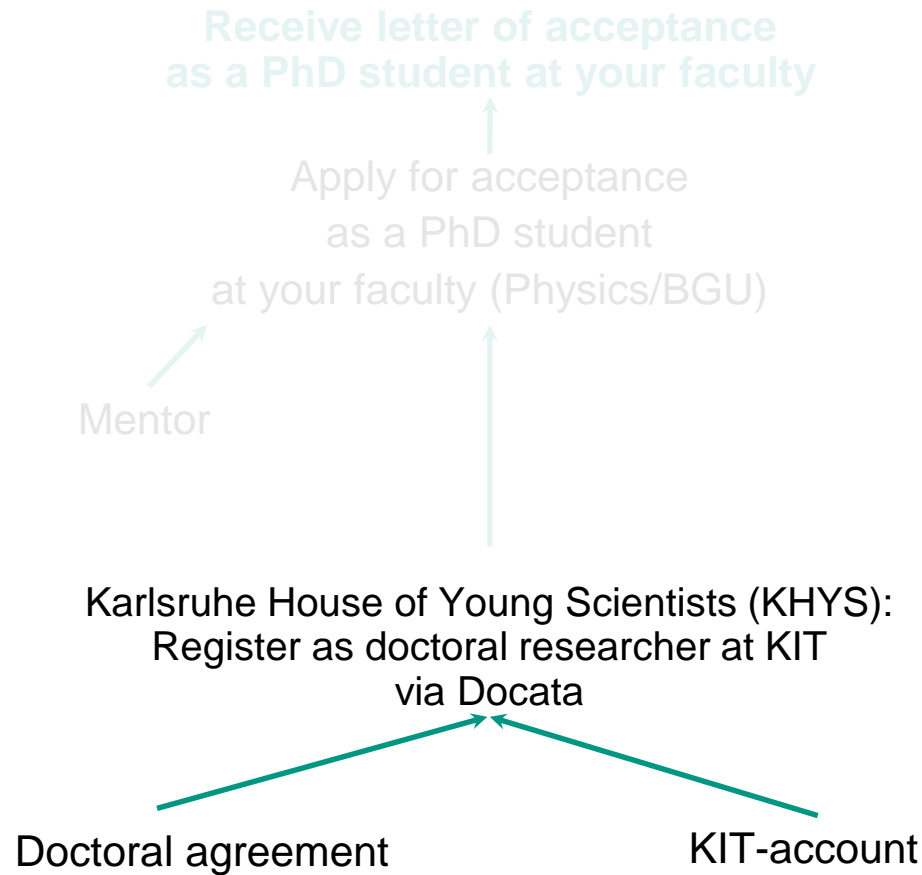 Receive letter of acceptance
as a PhD student at your faculty
Apply for acceptance
as a PhD student
at your faculty (Physics/BGU)
Mentor
Karlsruhe House of Young Scientists (KHYS):
Register as doctoral researcher at KIT
via Docata
Doctoral agreement
KIT-account